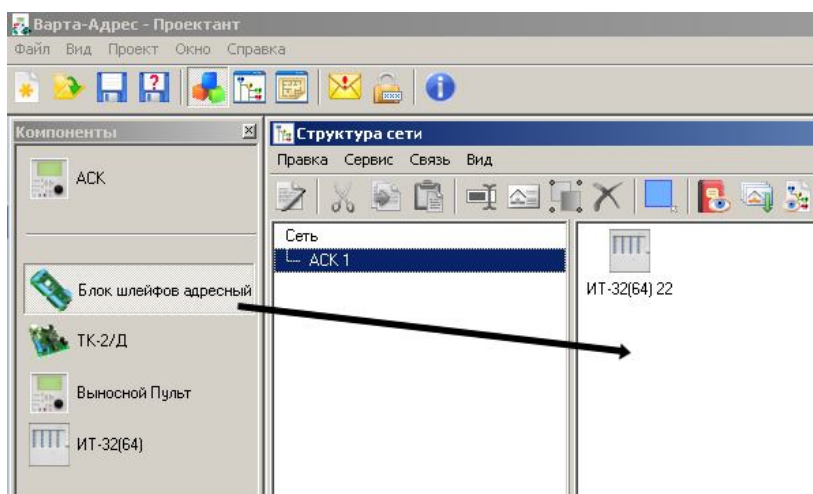 Варта-Адрес - Проектант
Файл Вид Проект Окно Справка
Компоненты
АСК
Блок шлейфов адресный
ТК-2/Д
Выносной Пульт
ИТ-32(64)
Структура сети
Правка Сервис Связь Вид
Сеть
АСК 1
ИТ-32(64) 22